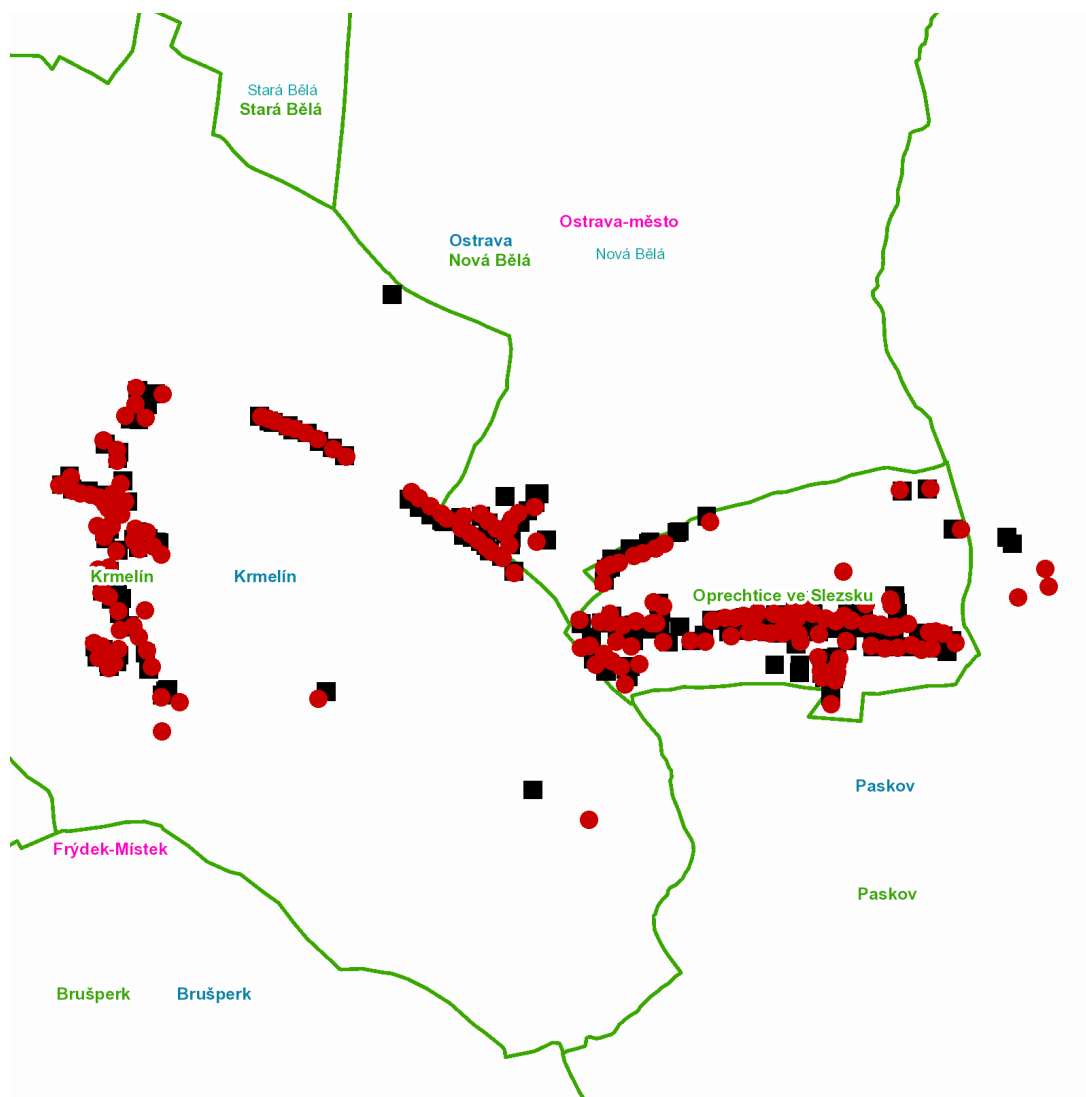 Stará Bělá
Stará Bělá
Ostrava-město
Ostrava
Nová Bělá
Nová Bělá
Krmelín
Krmelín
Oprechtice ve Slezsku
Paskov
Frýdek-Místek
Paskov
Brušperk
Brušperk